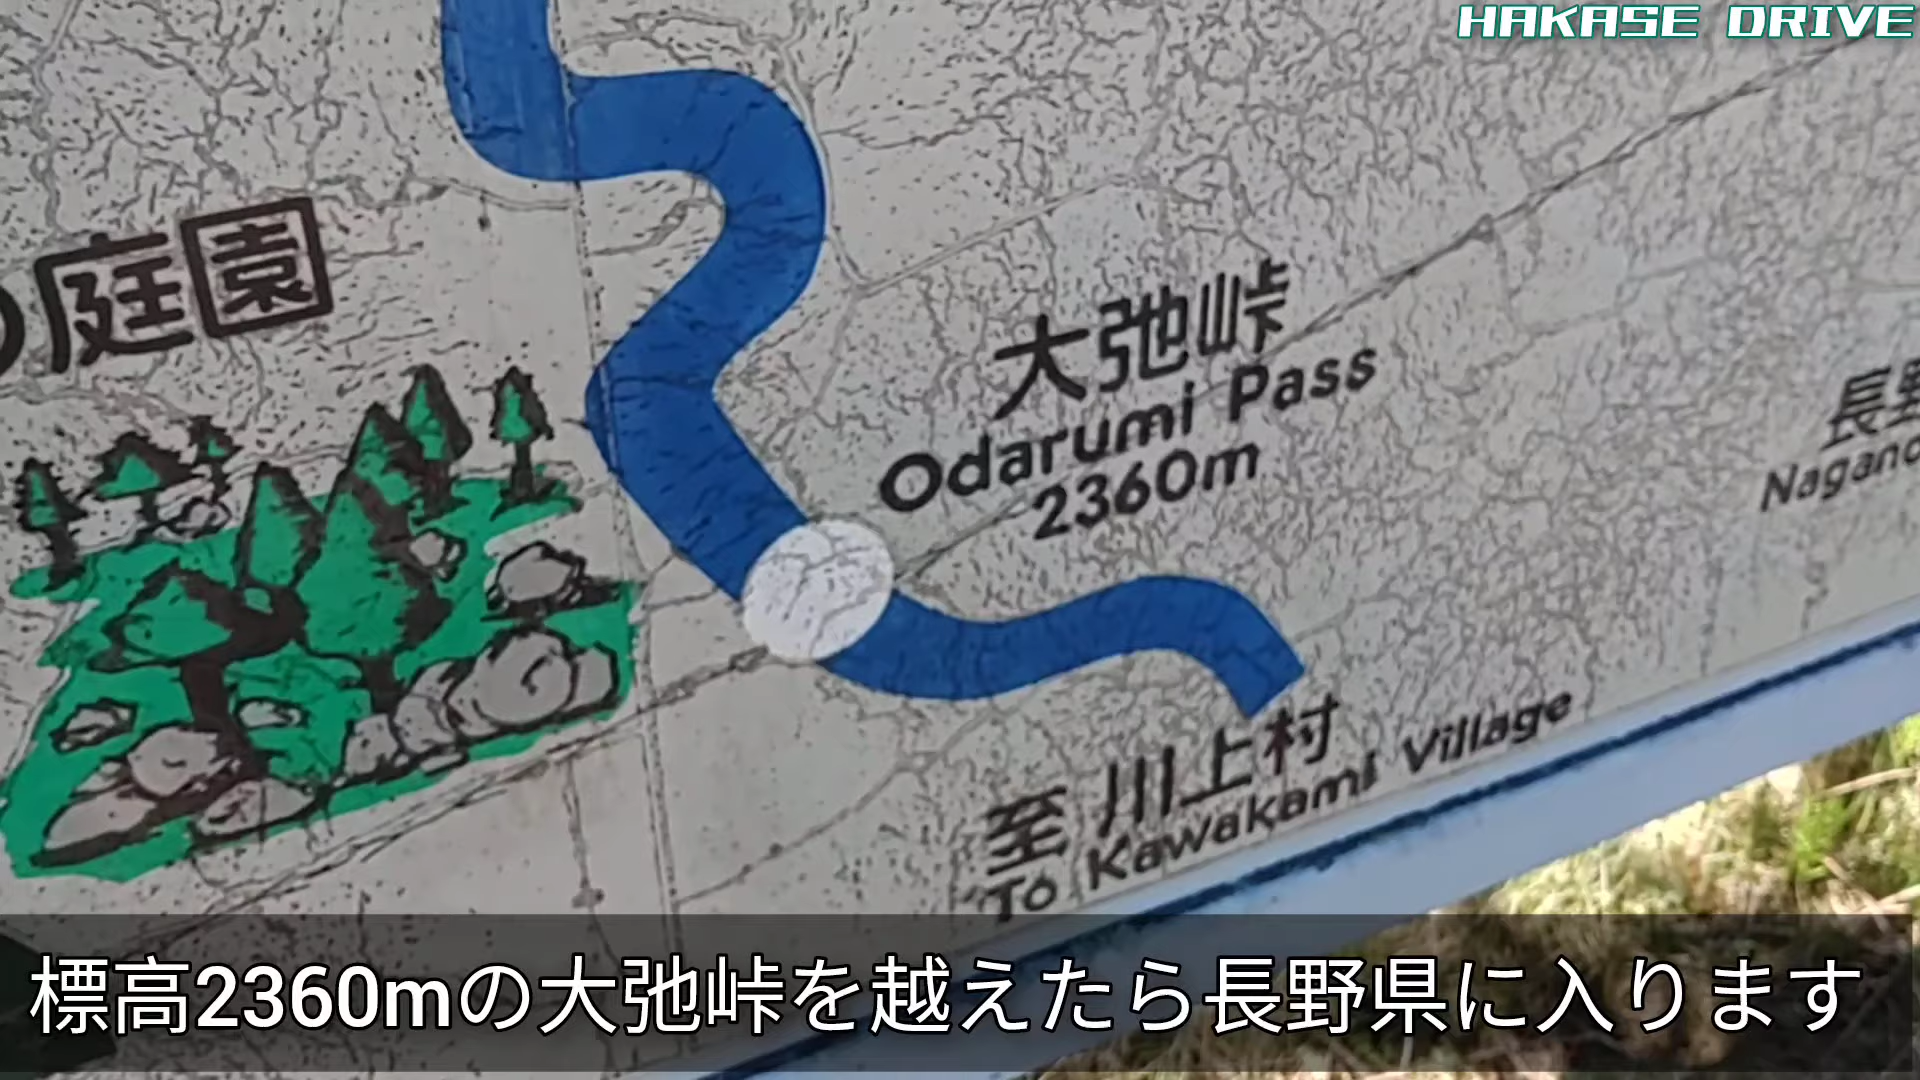 HAKASE DRIVE
庭園
大弛峠
Odarumi Pass
2360m
長野
Nagano
至 川上村
To Kawakami Village
標高2360mの大弛峠を越えたら長野県に入ります